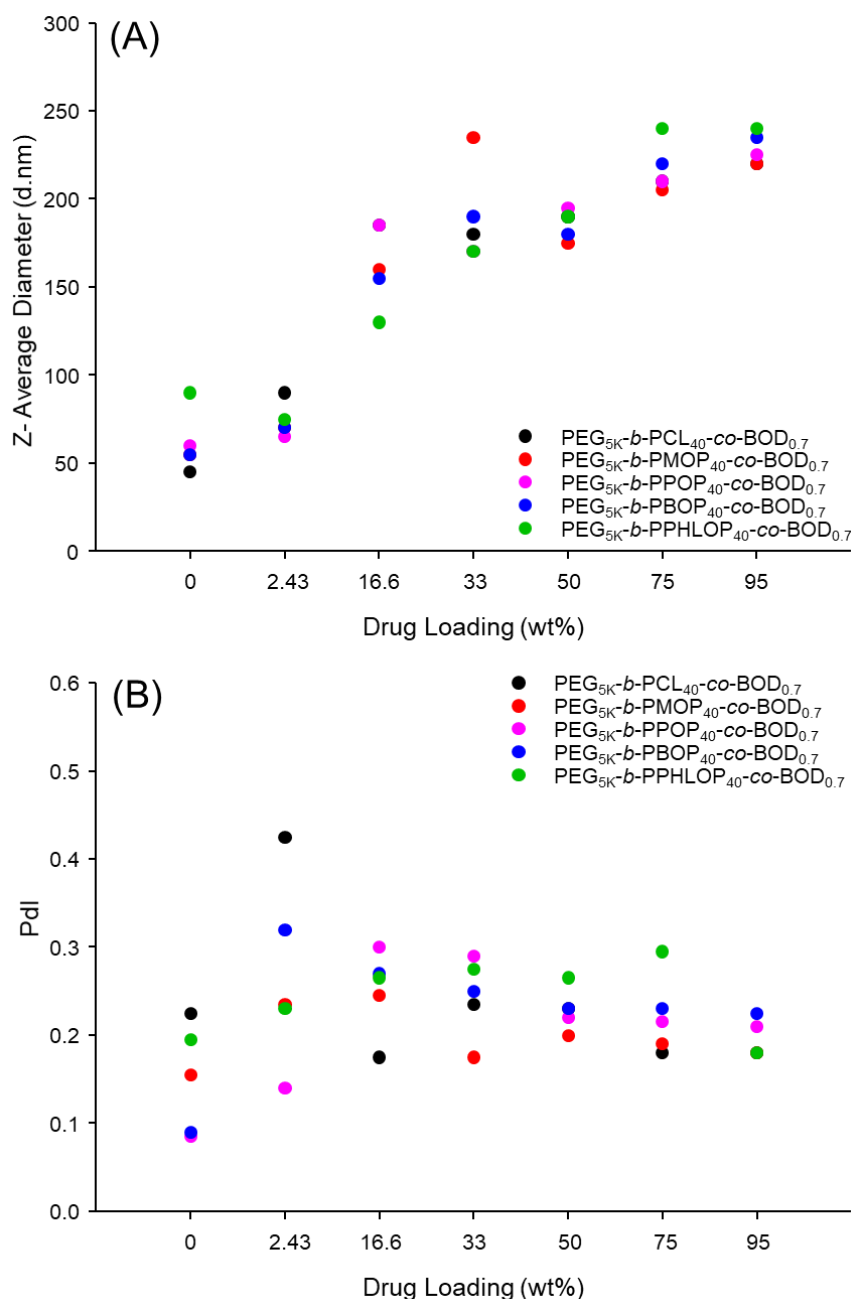 (A)
300
250
200
150
100
50
0
Z- Average Diameter (d.nm)
PEG5K-b-PCL40-co-BOD0.7
PEG5K-b-PMOP40-co-BOD0.7
PEG5K-b-PPOP40-co-BOD0.7
PEG5K-b-PBOP40-co-BOD0.7
PEG5K-b-PPHLOP40-co-BOD0.7
0 2.43 16.6 33 50 75 95
Drug Loading (wt%)
(B)
0.6
0.5
0.4
0.3
0.2
0.1
0.0
PdI
PEG5K-b-PCL40-co-BOD0.7
PEG5K-b-PMOP40-co-BOD0.7
PEG5K-b-PPOP40-co-BOD0.7
PEG5K-b-PBOP40-co-BOD0.7
PEG5K-b-PPHLOP40-co-BOD0.7
0 2.43 16.6 33 50 75 95
Drug Loading (wt%)